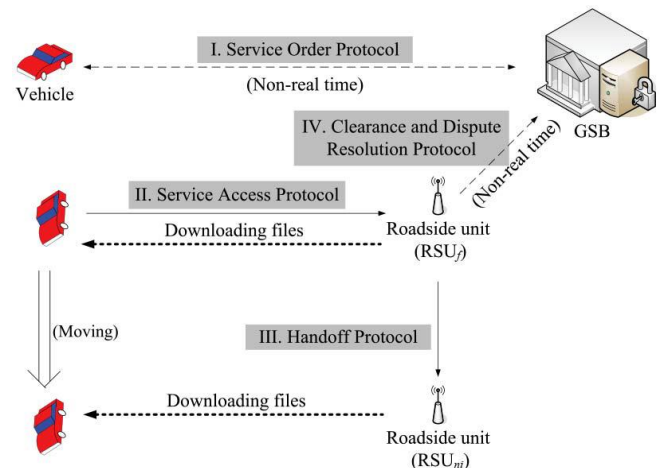 I. Service Order Protocol
Vehicle
(Non-real time)
GSB
IV. Clearance and Dispute
Resolution Protocol
(Non-real time)
II. Service Access Protocol
Downloading files
Roadside unit
(RSUf)
(Moving)
III. Handoff Protocol
Downloading files
Roadside unit
(RSUni)